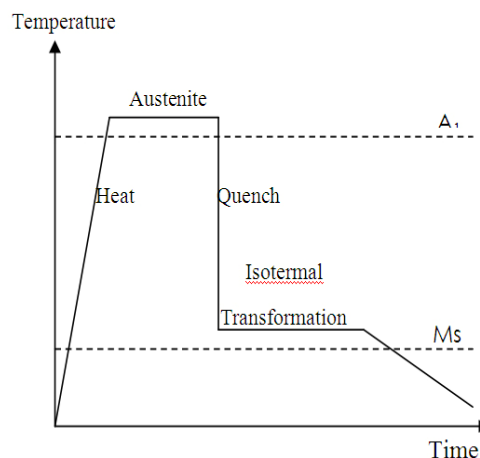 Temperature
Austenite
A₁
Heat
Quench
Isotermal
Transformation
Ms
Time